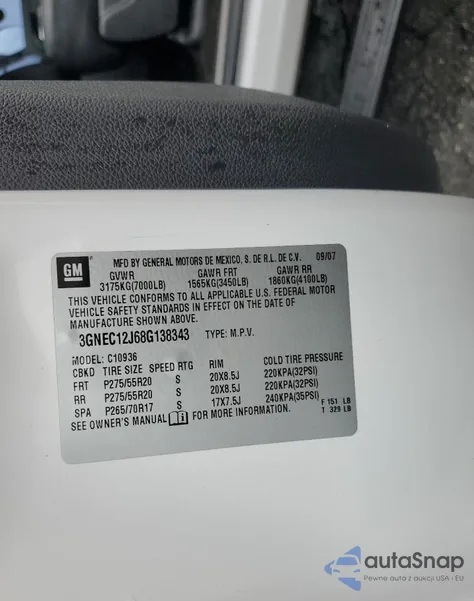 GM
MFD BY GENERAL MOTORS DE MEXICO, S. DE R.L. DE C.V. 09/07
GVWR GAWR FRT GAWR RR
3175KG(7000LB) 1565KG(3450LB) 1860KG(4100LB)
THIS VEHICLE CONFORMS TO ALL APPLICABLE U.S. FEDERAL MOTOR
VEHICLE SAFETY STANDARDS IN EFFECT ON THE DATE OF
MANUFACTURE SHOWN ABOVE.
3GNEC12J68G138343 TYPE: M.P.V.
MODEL: C10936
CBKD TIRE SIZE SPEED RTG RIM COLD TIRE PRESSURE
FRT P275/55R20 S 20X8.5J 220KPA(32PSI)
RR P275/55R20 S 20X8.5J 220KPA(32PSI)
SPA P265/70R17 S 17X7.5J 240KPA(35PSI) F 151 LB
SEE OWNER'S MANUAL FOR MORE INFORMATION. T 329 LB
autoSnap
Pewne auta z aukcji USA - EU